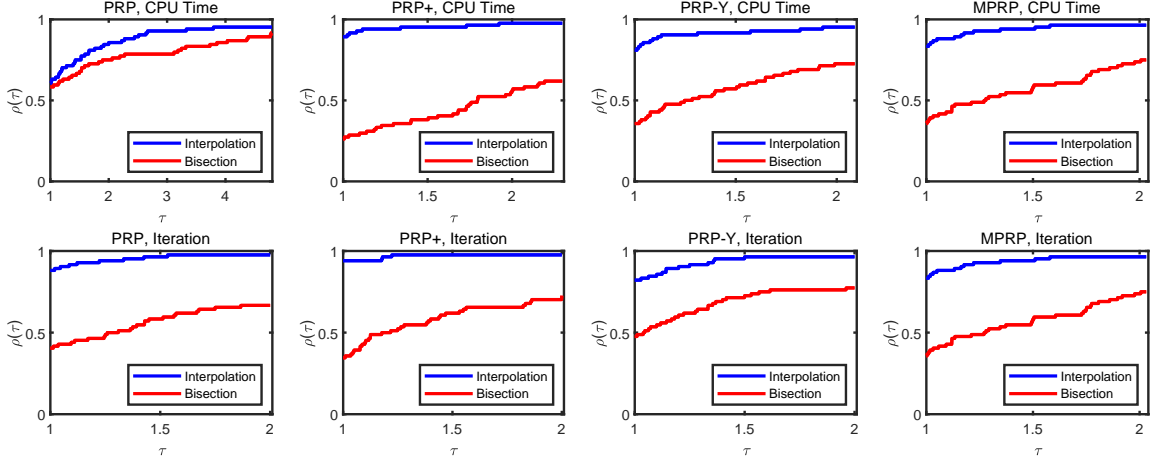 PRP, CPU Time
1
ρ(τ)
0.5
0
Interpolation
Bisection
1 2 3 4
τ
PRP+, CPU Time
1
ρ(τ)
0.5
0
Interpolation
Bisection
1 1.5 2
τ
PRP-Y, CPU Time
1
ρ(τ)
0.5
0
Interpolation
Bisection
1 1.5 2
τ
MPRP, CPU Time
1
ρ(τ)
0.5
0
Interpolation
Bisection
1 1.5 2
τ
PRP, Iteration
1
ρ(τ)
0.5
0
Interpolation
Bisection
1 1.5 2
τ
PRP+, Iteration
1
ρ(τ)
0.5
0
Interpolation
Bisection
1 1.5 2
τ
PRP-Y, Iteration
1
ρ(τ)
0.5
0
Interpolation
Bisection
1 1.5 2
τ
MPRP, Iteration
1
ρ(τ)
0.5
0
Interpolation
Bisection
1 1.5 2
τ